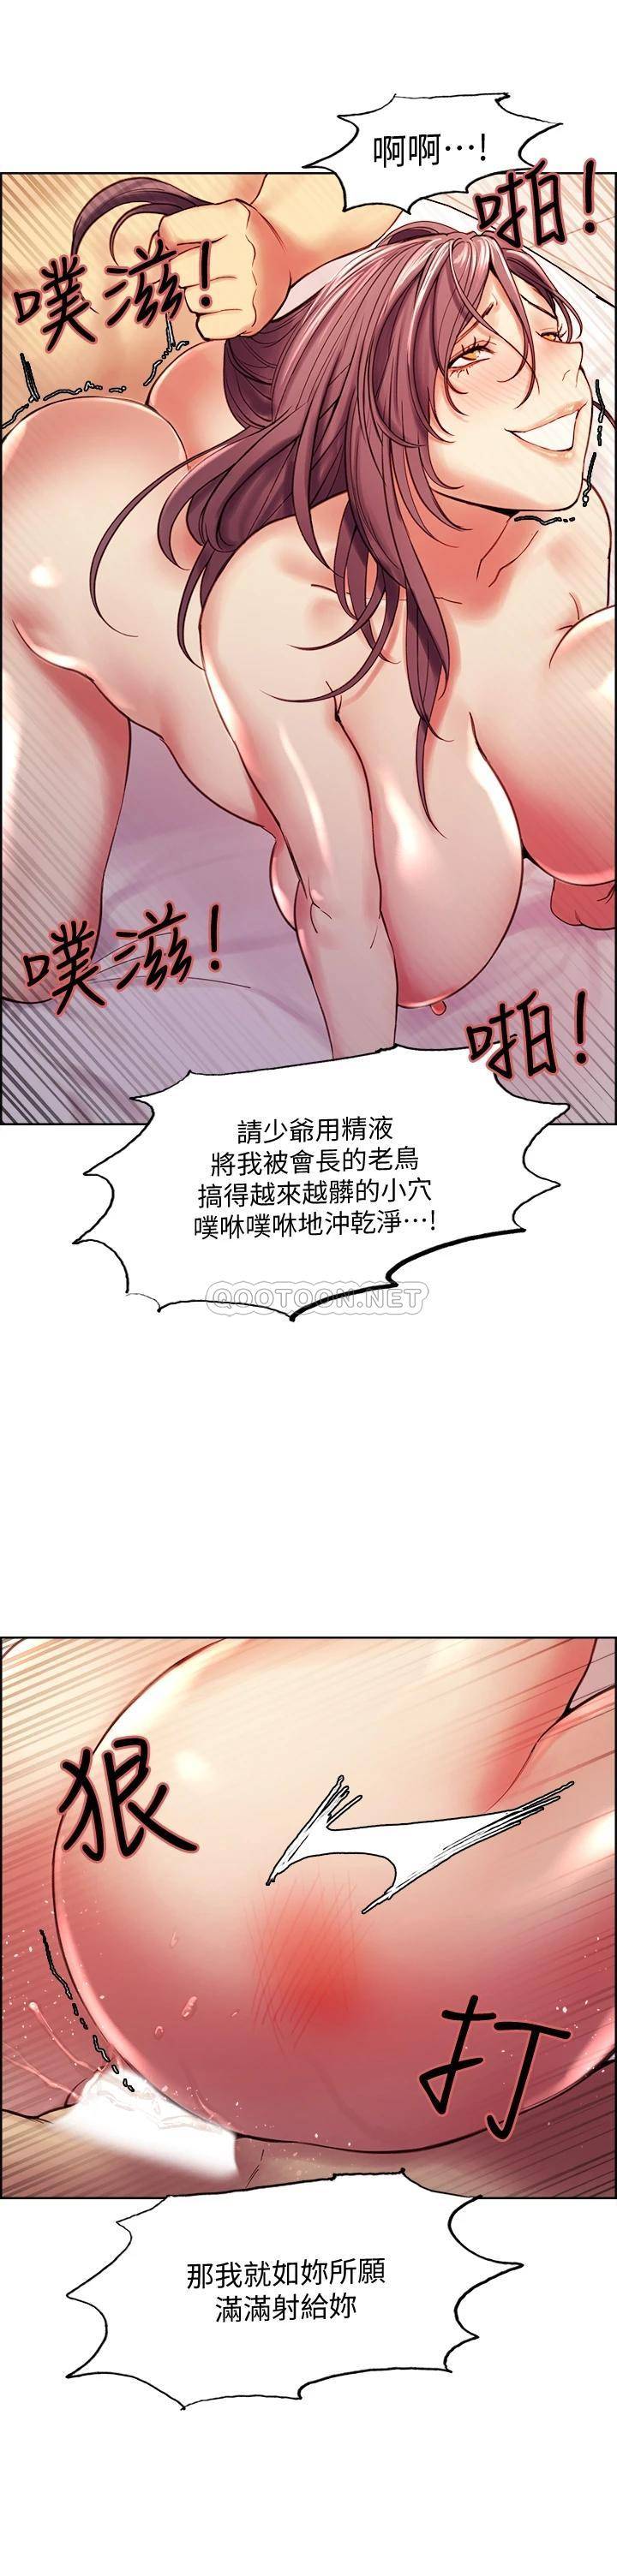 啊啊⋯!
啪!
噗滋!
噗滋!
啪!
請少爺用精液
將我被會長的老鳥
搞得越來越髒的小穴
噗咻噗咻地沖乾淨⋯!
QOOTOON.NET
狠
打
那我就如妳所願
滿滿射給妳